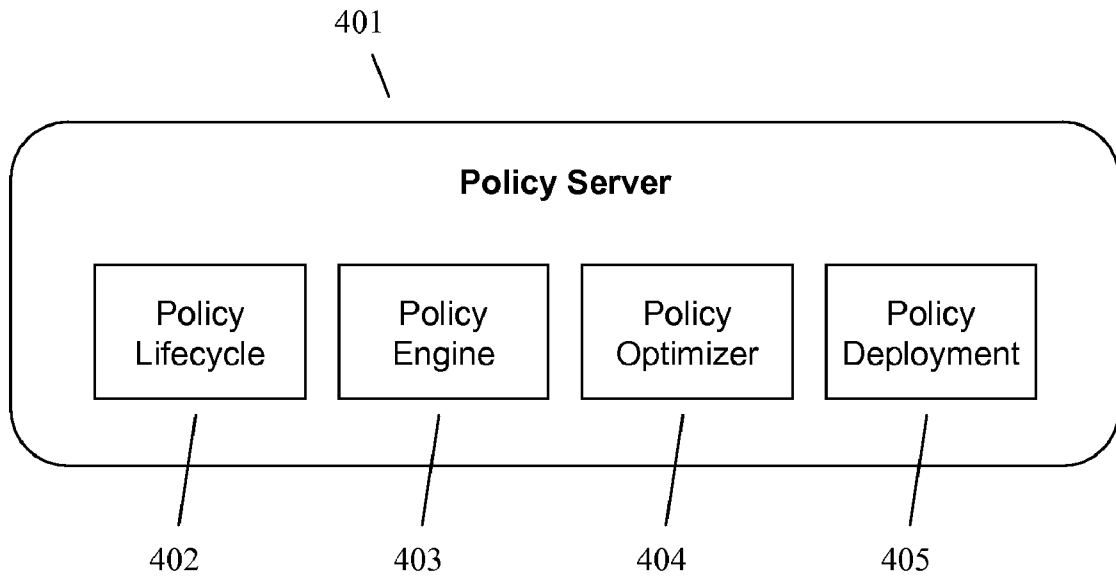 401
Policy Server
Policy
Lifecycle
Policy
Engine
Policy
Optimizer
Policy
Deployment
402
403
404
405